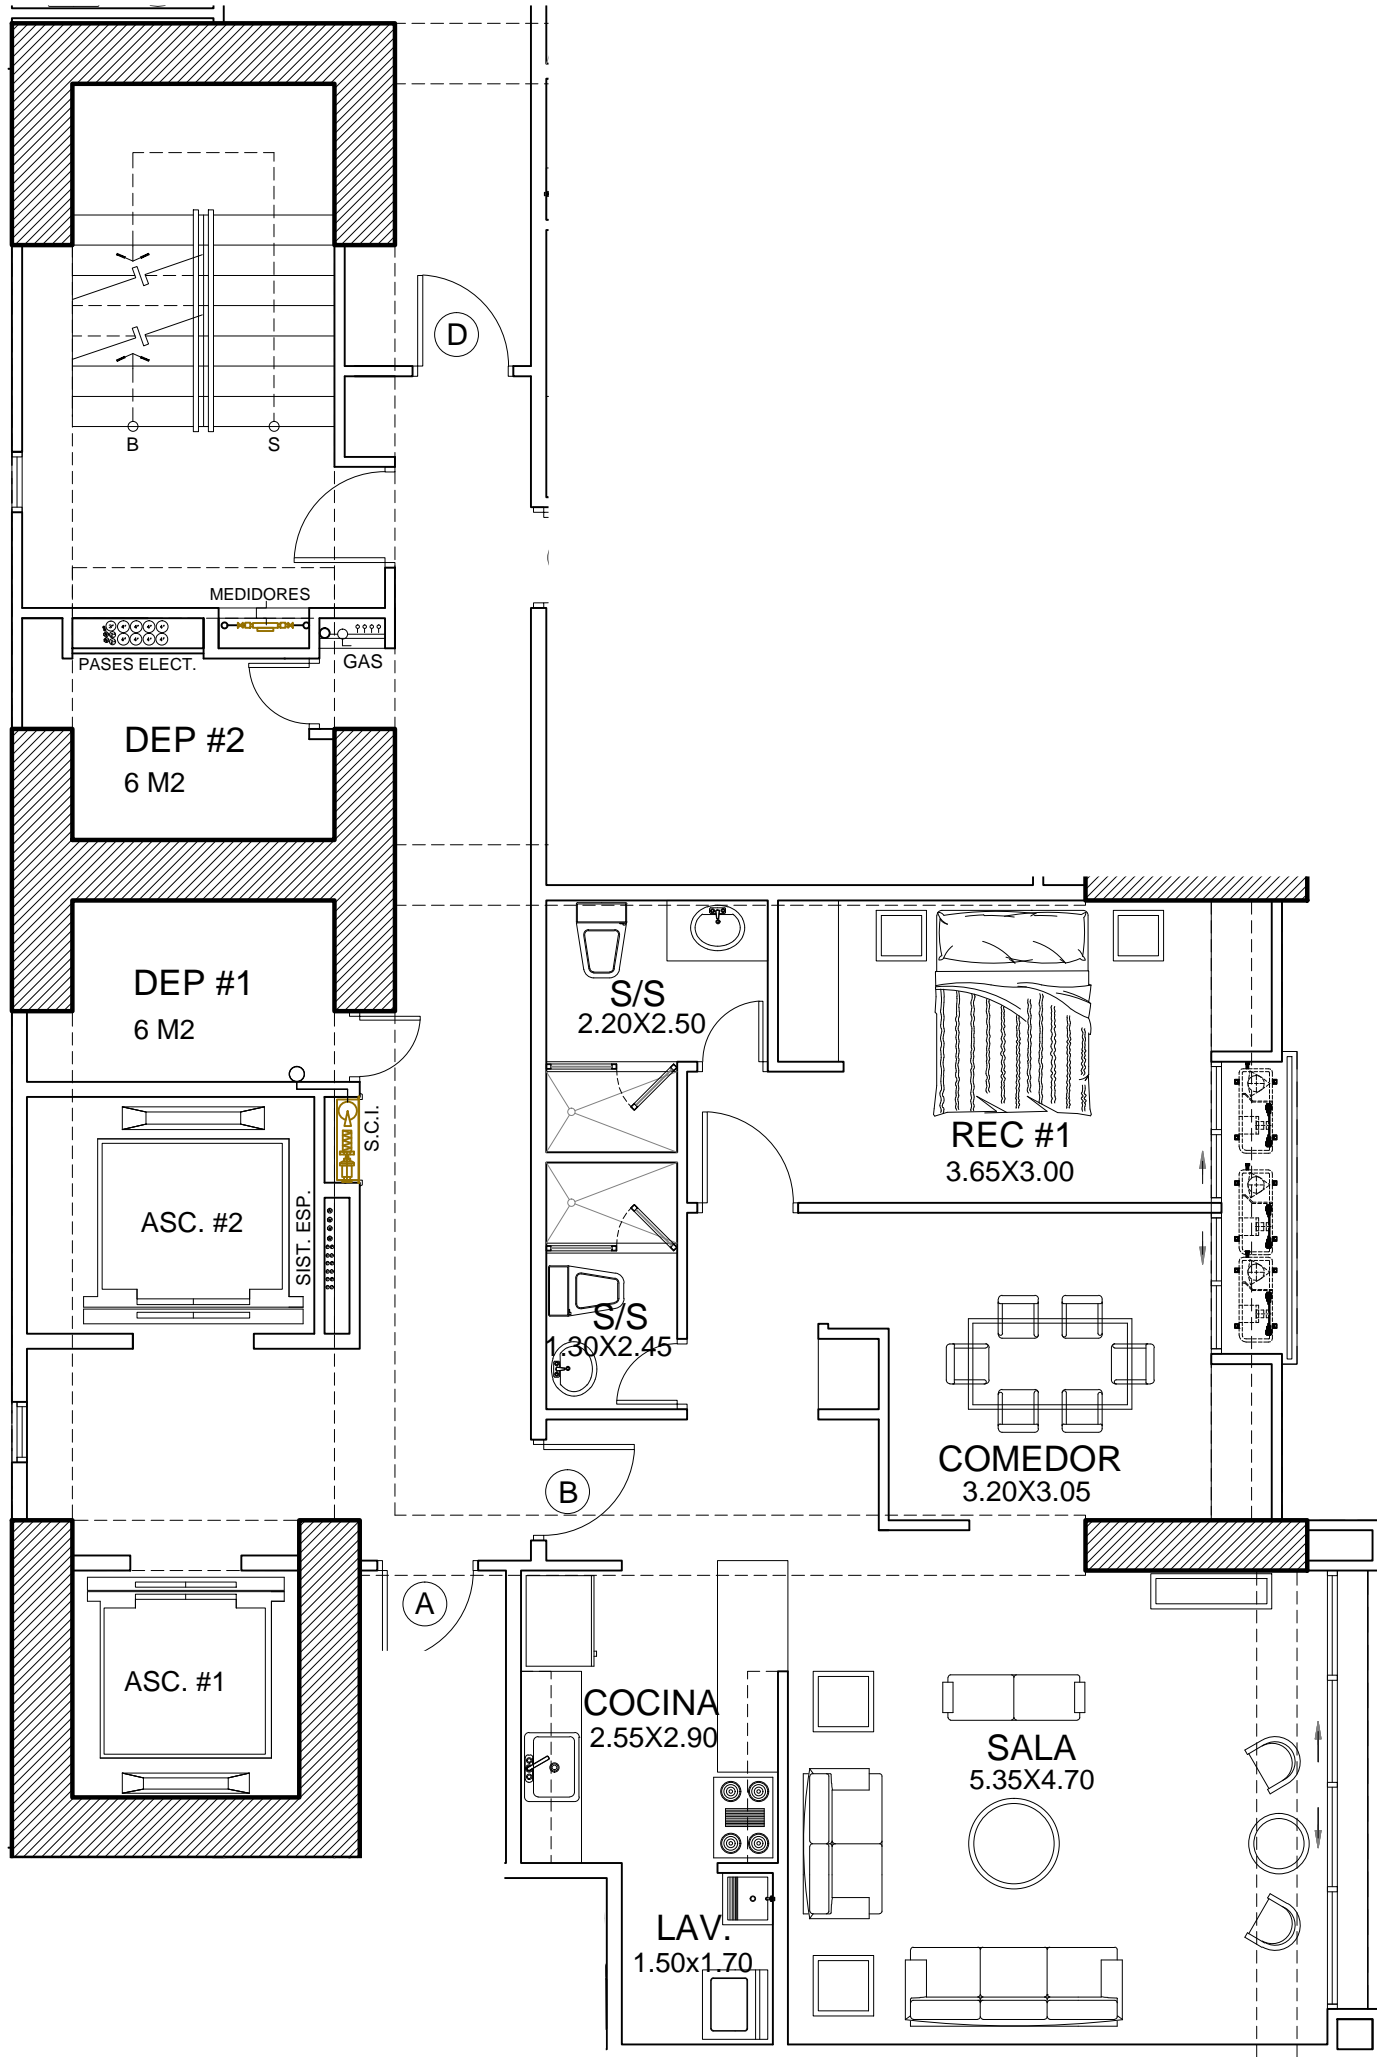 D
B
S
MEDIDORES
PASES ELECT.
GAS
DEP #2
6 M2
DEP #1
6 M2
S/S
2.20X2.50
S.C.I.
REC #1
3.65X3.00
ASC. #2
SIST. ESP.
S/S
1.30X2.45
COMEDOR
3.20X3.05
B
A
ASC. #1
COCINA
2.55X2.90
SALA
5.35X4.70
LAV.
1.50x1.70